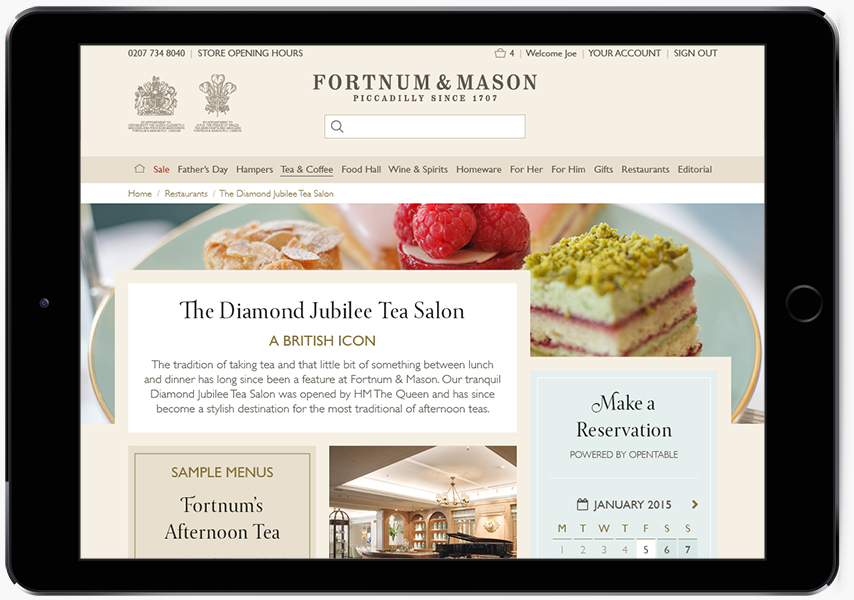 0207 734 8040 | STORE OPENING HOURS
4 | Welcome Joe | YOUR ACCOUNT | SIGN OUT
FORTNUM & MASON
PICCADILLY SINCE 1707
Sale Father's Day Hampers Tea & Coffee Food Hall Wine & Spirits Homeware For Her For Him Gifts Restaurants Editorial
Home / Restaurants / The Diamond Jubilee Tea Salon
The Diamond Jubilee Tea Salon
A BRITISH ICON
The tradition of taking tea and that little bit of something between lunch
and dinner has long since been a feature at Fortnum & Mason. Our tranquil
Diamond Jubilee Tea Salon was opened by HM The Queen and has since
become a stylish destination for the most traditional of afternoon teas.
SAMPLE MENUS
Fortnum's
Afternoon Tea
Make a
Reservation
POWERED BY OPENTABLE
JANUARY 2015
M T W T F S S
1 2 3 4 5 6 7